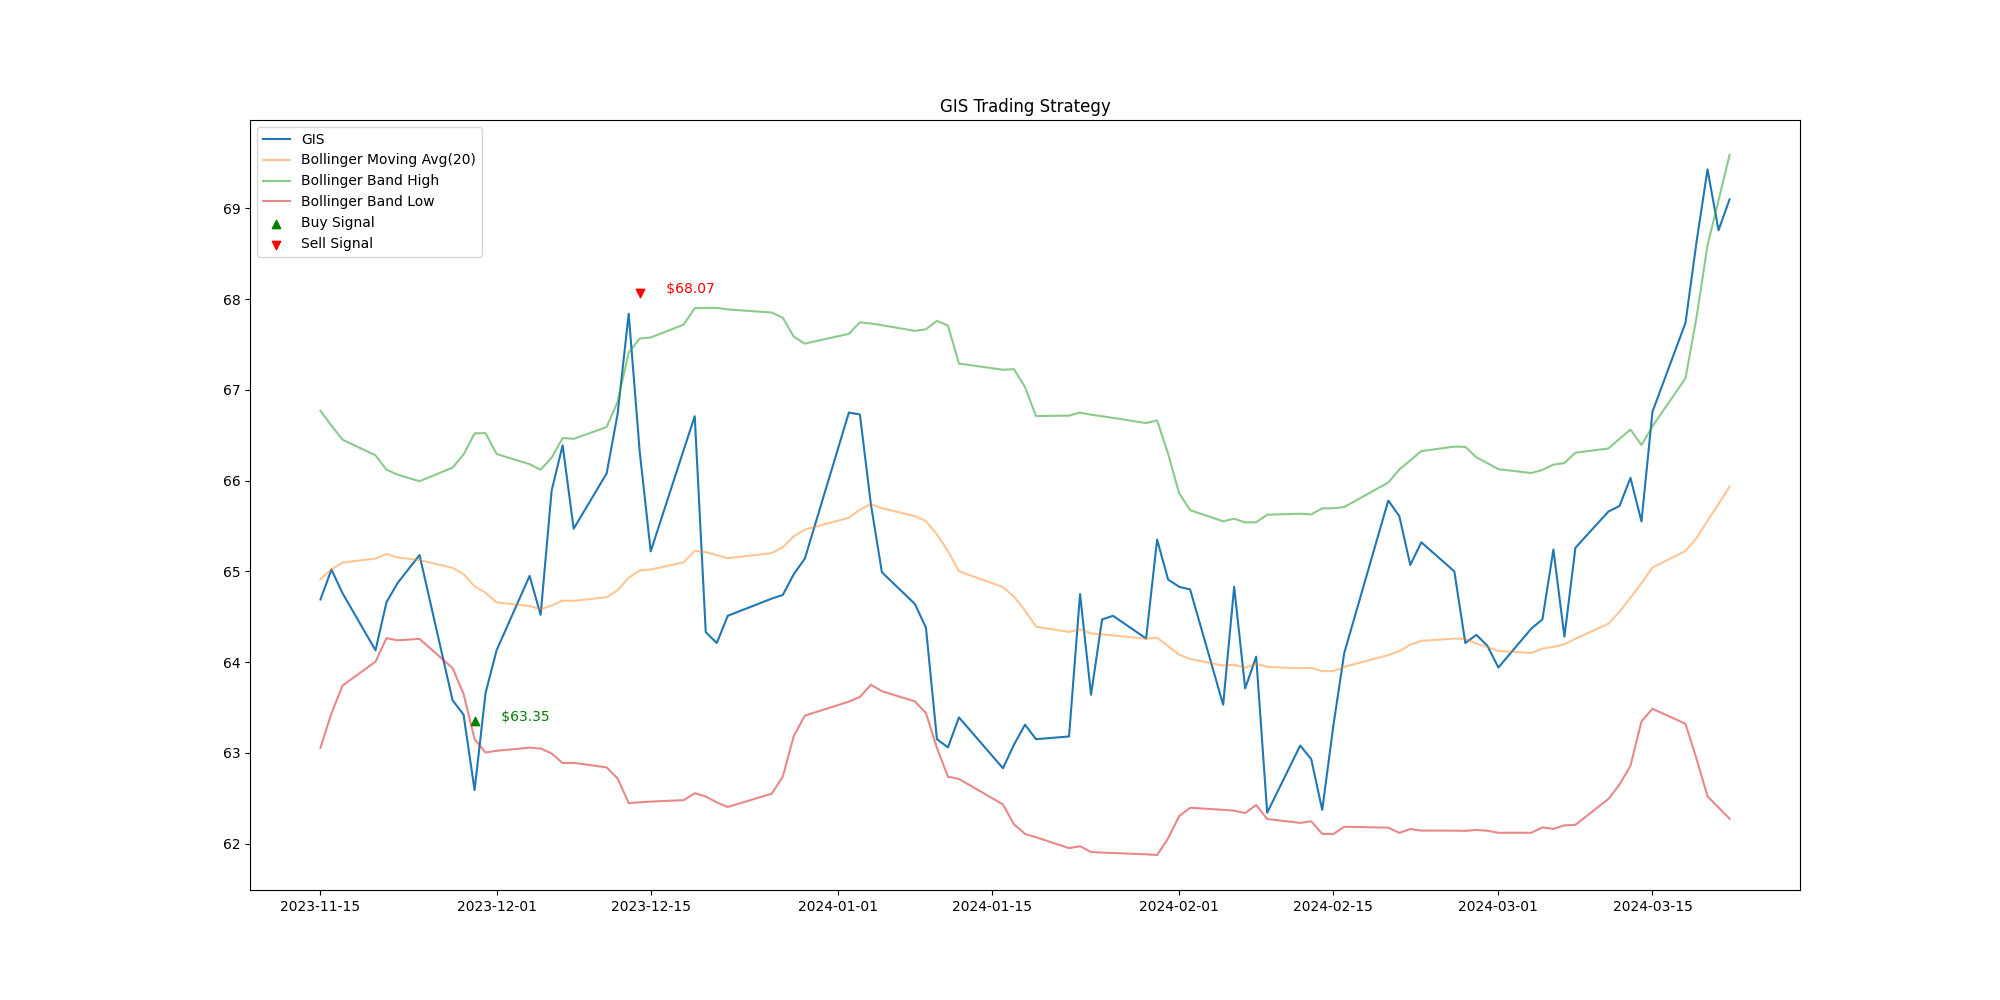 GIS Trading Strategy
GIS
Bollinger Moving Avg(20)
Bollinger Band High
Bollinger Band Low
Buy Signal
Sell Signal
69
68
67
66
65
64
63
62
$68.07
$63.35
2023-11-15 2023-12-01 2023-12-15 2024-01-01 2024-01-15 2024-02-01 2024-02-15 2024-03-01 2024-03-15